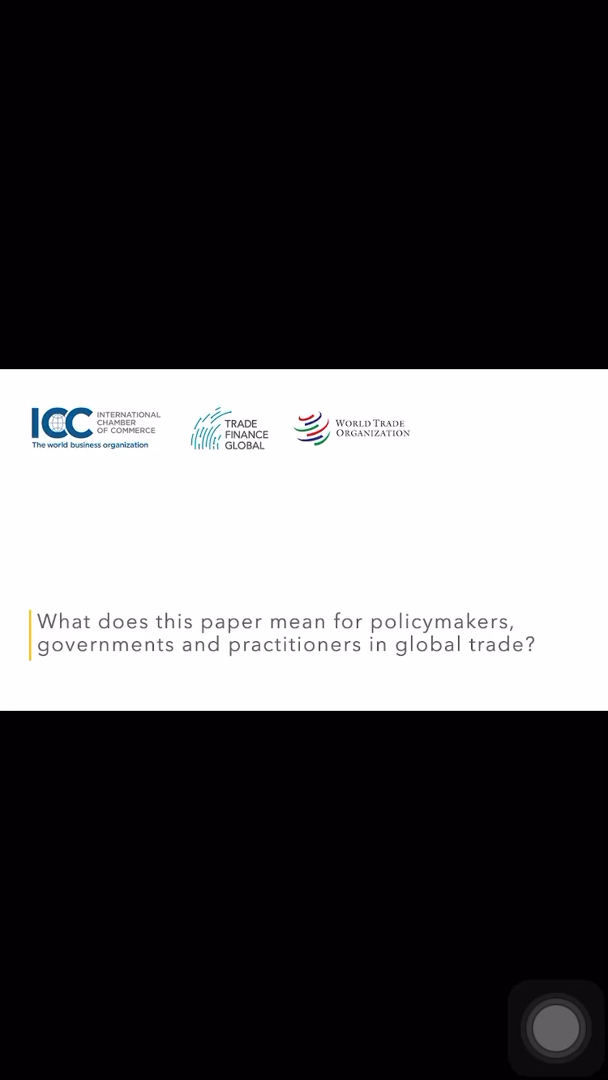 ICC INTERNATIONAL
CHAMBER
OF COMMERCE
The world business organization
TRADE
FINANCE
GLOBAL
WORLD TRADE
ORGANIZATION
What does this paper mean for policymakers,
governments and practitioners in global trade?